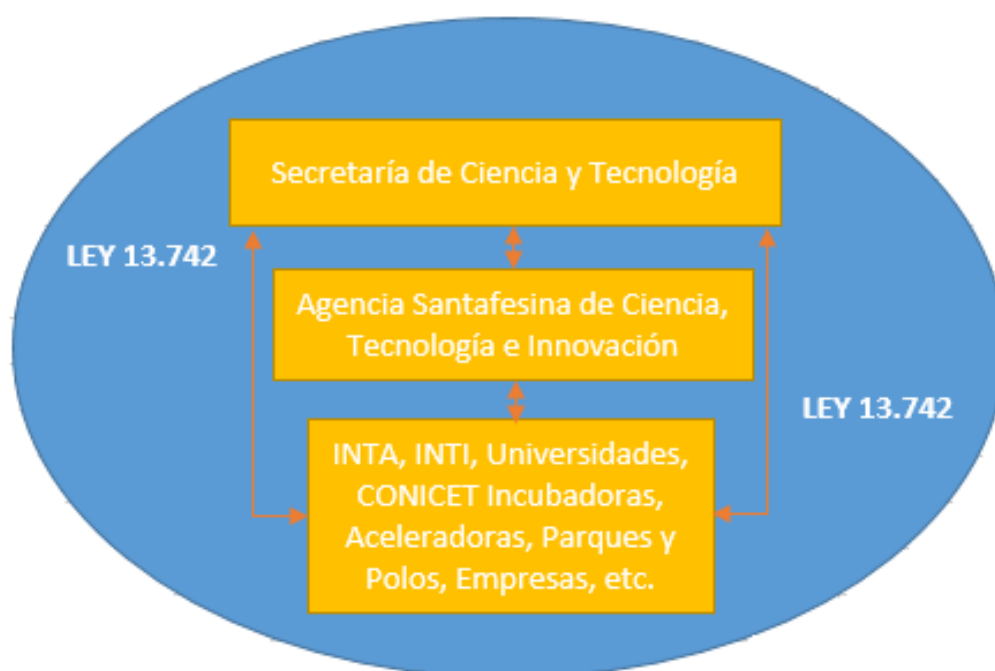 Secretaría de Ciencia y Tecnología
LEY 13.742
Agencia Santafesina de Ciencia,
Tecnología e Innovación
LEY 13.742
INTA, INTI, Universidades,
CONICET Incubadoras,
Aceleradoras, Parques y
Polos, Empresas, etc.